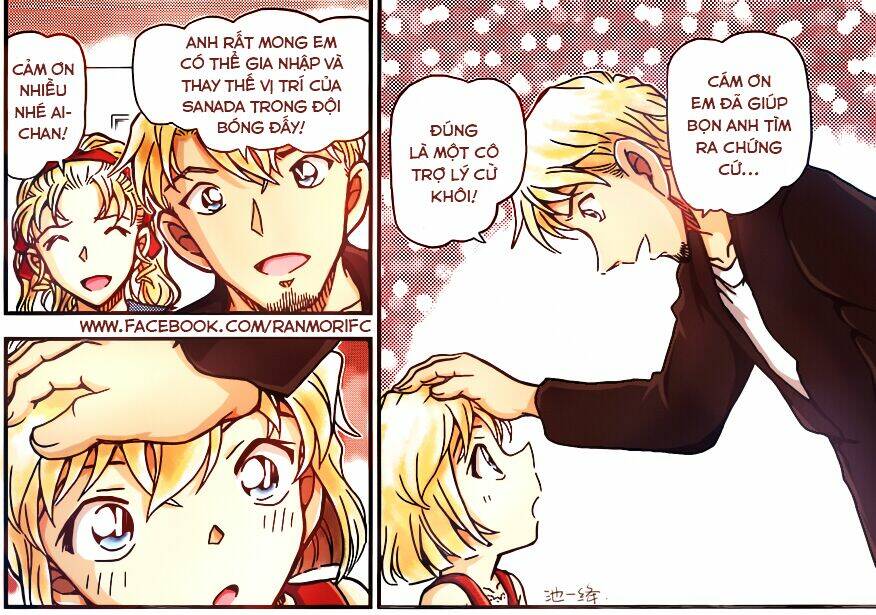 CÁM ƠN
EM ĐÃ GIÚP
BỌN ANH TÌM
RA CHỨNG
CỨ...
ĐÚNG
LÀ MỘT CÔ
TRỢ LÝ CỪ
KHÔI!
ANH RẤT MONG EM
CÓ THỂ GIA NHẬP VÀ
THAY THẾ VỊ TRÍ CỦA
SANADA TRONG ĐỘI
BÓNG ĐẤY!
CẢM ƠN
NHIỀU
NHÉ AI-
CHAN!
WWW.FACEBOOK.COM/RANMORIFC